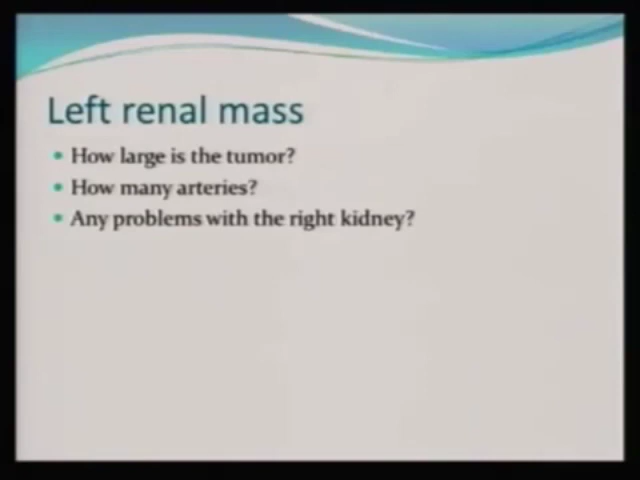 Left renal mass
How large is the tumor?
How many arteries?
Any problems with the right kidney?